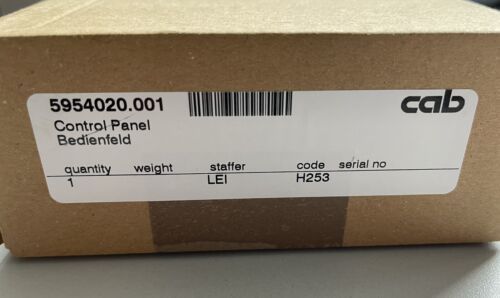 5954020.001
cab
Control Panel
Bedienfeld
quantity weight staffer code serial no
1 LEI H253